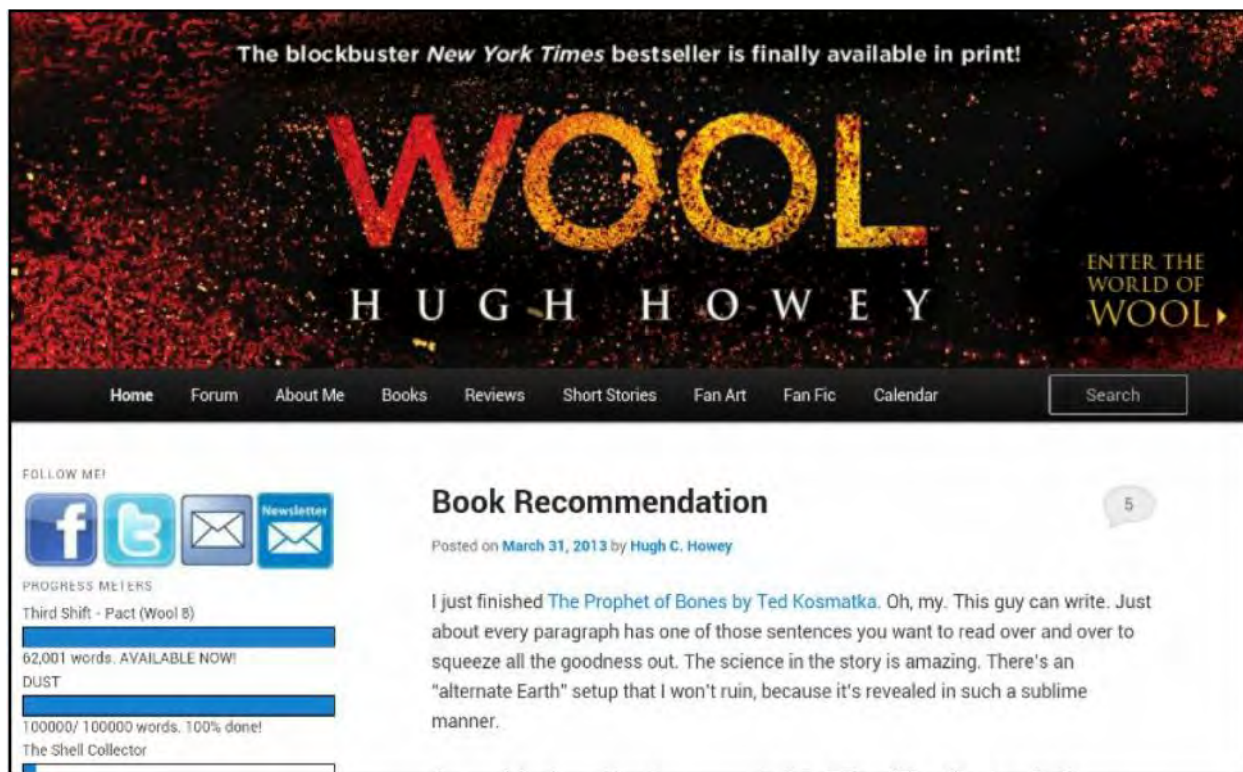 The blockbuster New York Times bestseller is finally available in print!
WOOL
HUGH HOWEY
ENTER THE
WORLD OF
WOOL
Home Forum About Me Books Reviews Short Stories Fan Art Fan Fic Calendar Search
FOLLOW ME!
Newsletter
PROGRESS METERS
Third Shift - Pact (Wool 8)
62,001 words. AVAILABLE NOW!
DUST
100000/ 100000 words. 100% done!
The Shell Collector
Book Recommendation
5
Posted on March 31, 2013 by Hugh C. Howey
I just finished The Prophet of Bones by Ted Kosmatka. Oh, my. This guy can write. Just
about every paragraph has one of those sentences you want to read over and over to
squeeze all the goodness out. The science in the story is amazing. There's an
"alternate Earth" setup that I won't ruin, because it's revealed in such a sublime
manner.